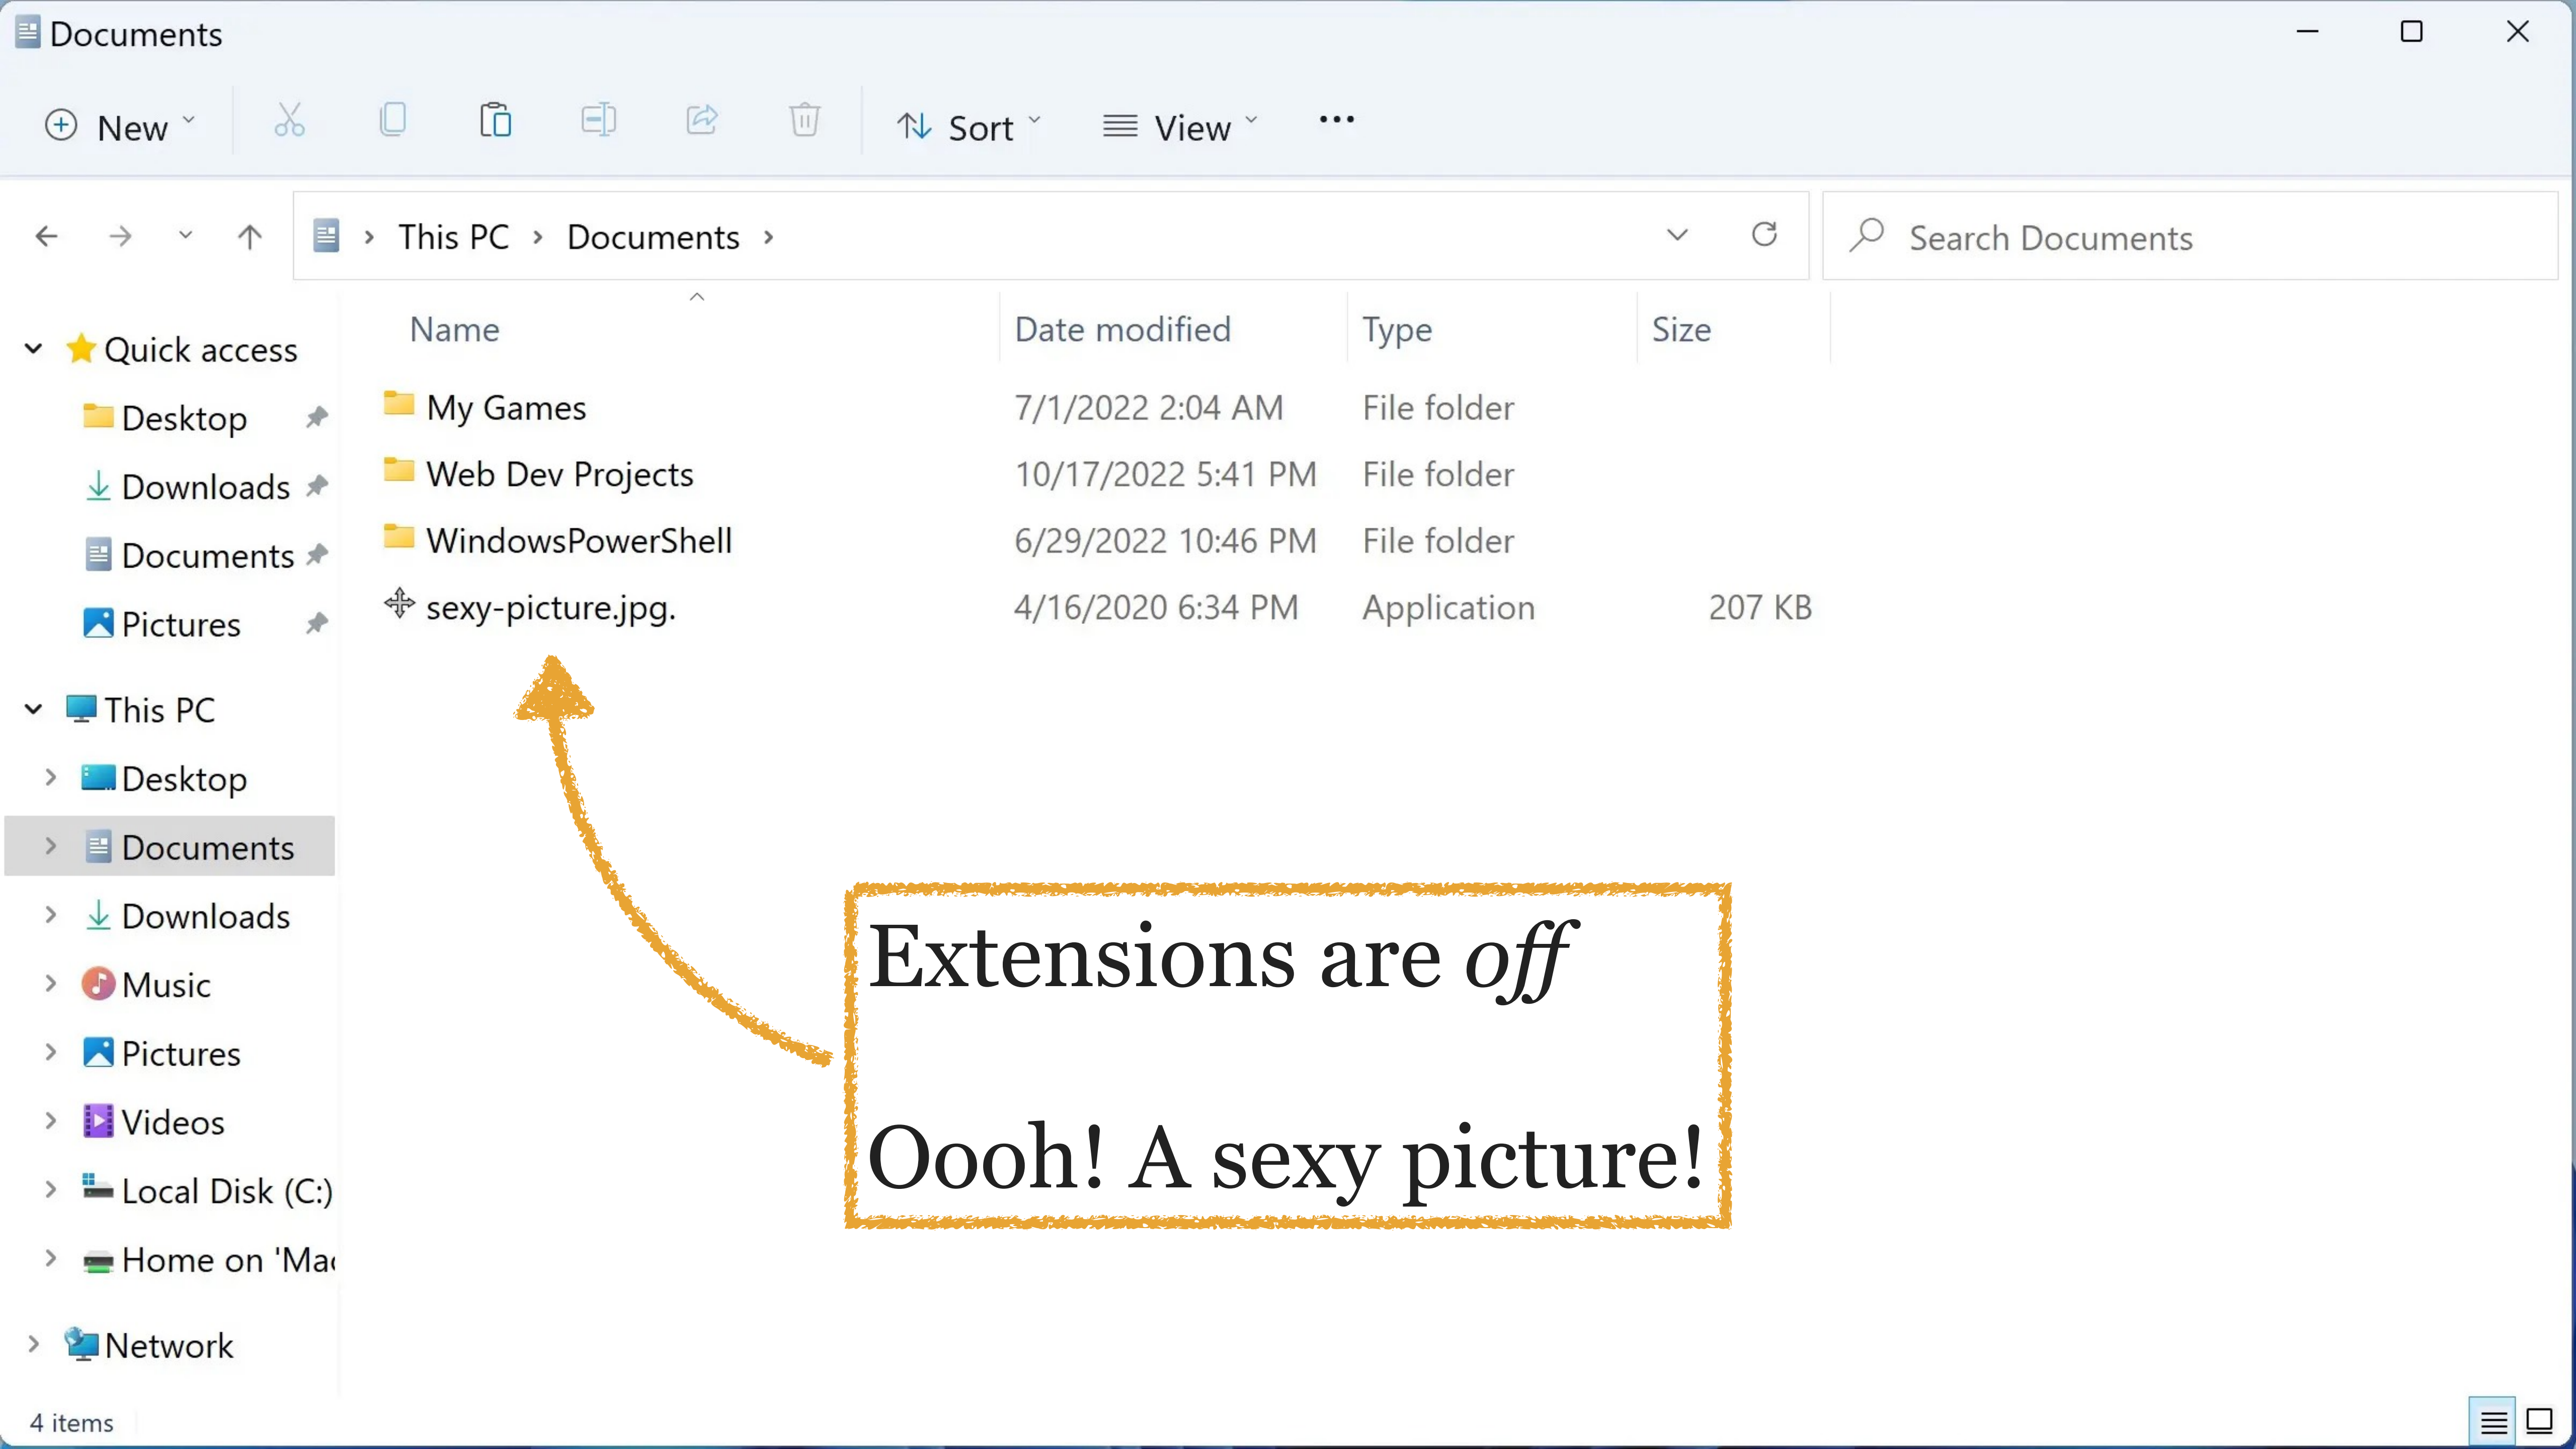 Documents
New
Sort
View
This PC
Documents
Search Documents
Name
Date modified
Type
Size
Quick access
Desktop
Downloads
Documents
Pictures
This PC
Desktop
Documents
Downloads
Music
Pictures
Videos
Local Disk (C:)
Home on 'Mac
Network
My Games 7/1/2022 2:04 AM File folder
Web Dev Projects 10/17/2022 5:41 PM File folder
WindowsPowerShell 6/29/2022 10:46 PM File folder
sexy-picture.jpg. 4/16/2020 6:34 PM Application 207 KB
Extensions are off
Oooh! A sexy picture!
4 items